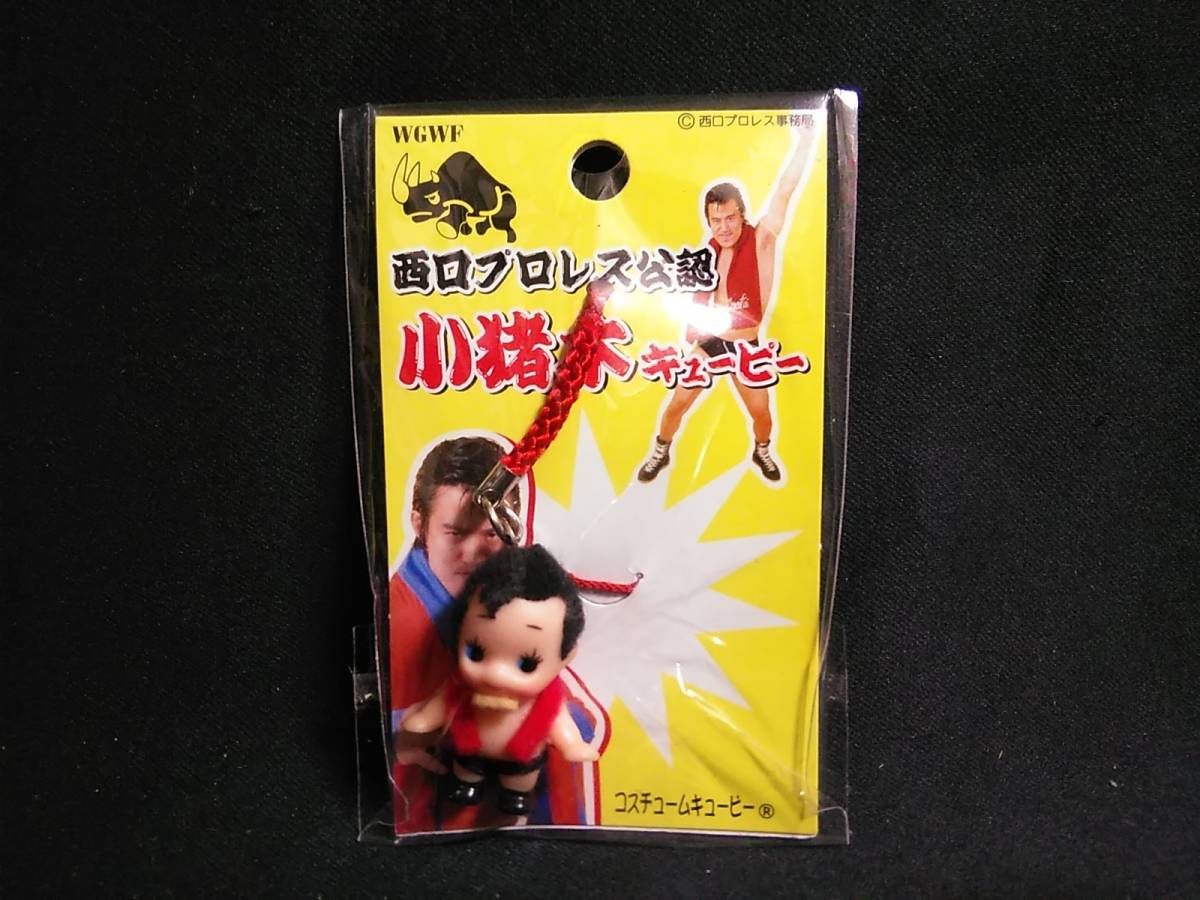 WGWF
© 西口プロレス事務局
西口プロレス公認
小猪木キューピー
コスチュームキューピー®